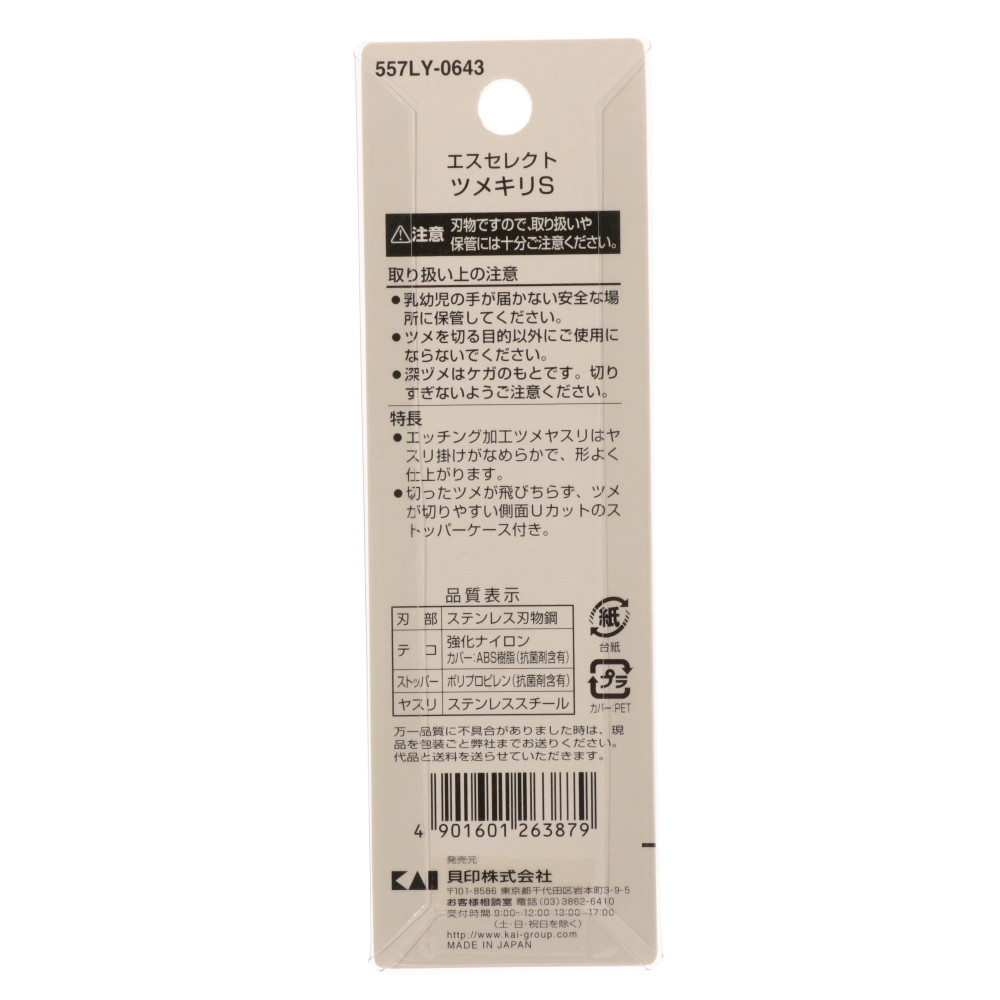 557LY-0643
エスセレクト
ツメキリS
⚠注意 刃物ですので、取り扱いや
保管には十分ご注意ください。
取り扱い上の注意
●乳幼児の手が届かない安全な場
所に保管してください。
●ツメを切る目的以外にご使用に
ならないでください。
●深ヅメはケガのもとです。切り
すぎないようご注意ください。
特長
●エッチング加工ツメヤスリはヤ
スリ掛けがなめらかで、形よく
仕上がります。
●切ったツメが飛びちらず、ツメ
が切りやすい側面Uカットのス
トッパーケース付き。
品質表示
刃部 ステンレス刃物鋼
テコ 強化ナイロン
カバー:ABS樹脂(抗菌剤含有)
ストッパー ポリプロピレン(抗菌剤含有)
ヤスリ ステンレススチール
紙
台紙
プラ
カバー:PET
万一品質に不具合がありました時は、現
品を包装ごと弊社までお送りください。
代品と送料を送らせていただきます。
4 901601 263879
発売元
KAI 貝印株式会社
〒101-8586 東京都千代田区岩本町3-9-5
お客様相談室 電話(03)3862-6410
受付時間 9:00~12:00 13:00~17:00
(土・日・祝日を除く)
http://www.kai-group.com
MADE IN JAPAN